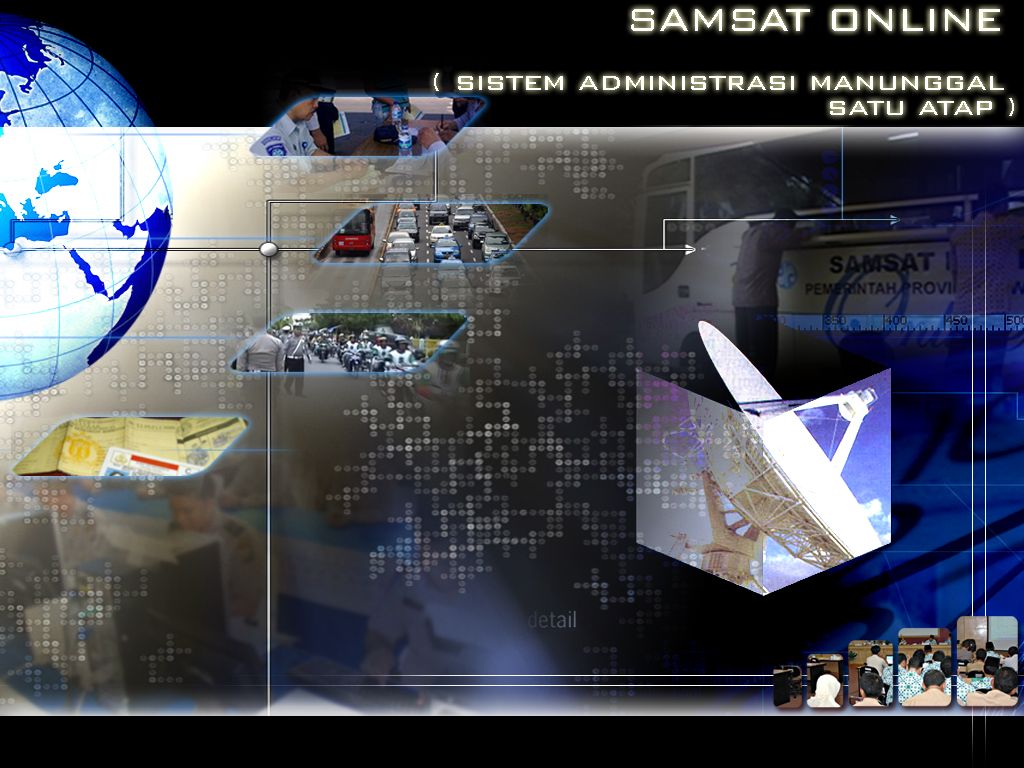 SAMSAT ONLINE
( SISTEM ADMINISTRASI MANUNGGAL
SATU ATAP )
SAMSAT
PEMERINTAH PROVI
350 400 450 500
detail